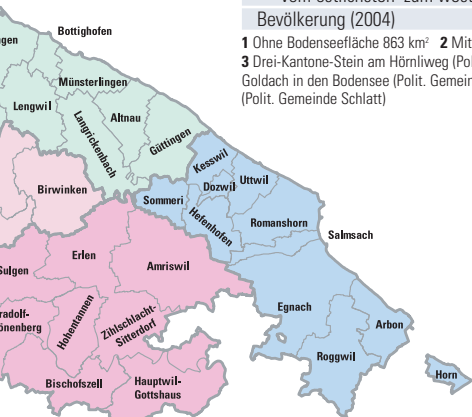 Bevölkerung (2004)
1 Ohne Bodenseefläche 863 km² 2 Mit
3 Drei-Kantone-Stein am Hörnliweg (Pol
Goldach in den Bodensee (Polit. Gemein
(Polit. Gemeinde Schlatt)
Bottighofen
Münsterlingen
Lengwil
Altnau
Langrickenbach
Güttingen
Kesswil
Uttwil
Dozwil
Birwinken
Sommeri
Hefenhofen
Romanshorn
Salmsach
Erlen
Amriswil
Sulgen
radolf-
önenberg
Hohentannen
Zihlschlacht-
Sitterdorf
Egnach
Arbon
Roggwil
Horn
Bischofszell
Hauptwil-
Gottshaus